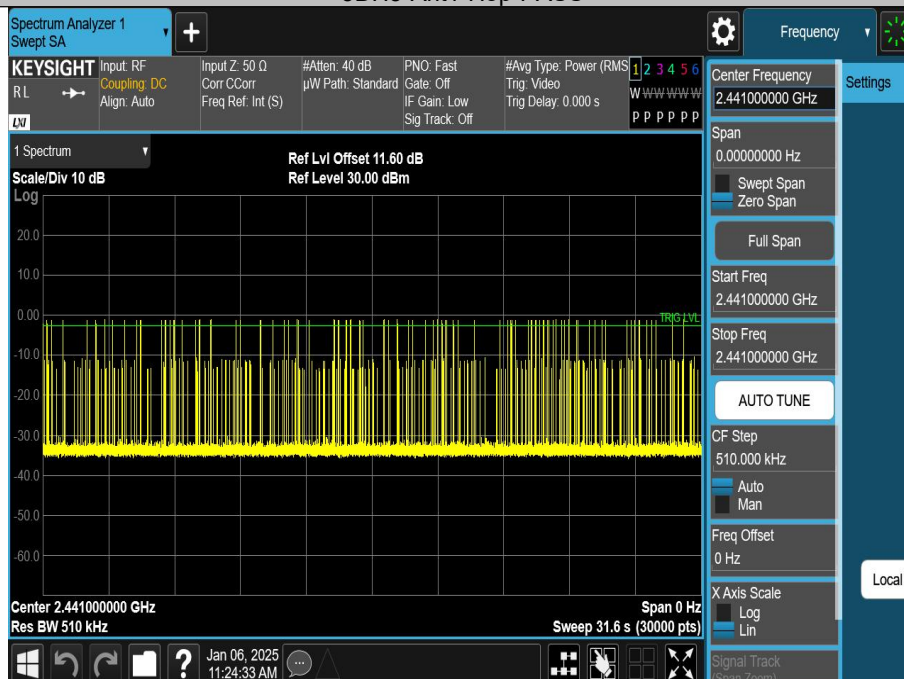 Spectrum Analyzer 1
Swept SA
+
Frequency
KEYSIGHT
R L
LXI
Input: RF
Coupling: DC
Align: Auto
Input Z: 50 Ω
Corr CCorr
Freq Ref: Int (S)
#Atten: 40 dB
µW Path: Standard
PNO: Fast
Gate: Off
IF Gain: Low
Sig Track: Off
#Avg Type: Power (RMS
Trig: Video
Trig Delay: 0.000 s
1 2 3 4 5 6
W W W W W W
P P P P P P
Center Frequency
2.441000000 GHz
Settings
Span
0.00000000 Hz
Swept Span
Zero Span
Full Span
Start Freq
2.441000000 GHz
Stop Freq
2.441000000 GHz
AUTO TUNE
CF Step
510.000 kHz
Auto
Man
Freq Offset
0 Hz
X Axis Scale
Log
Lin
Signal Track
(Span Zoom)
Local
1 Spectrum
Scale/Div 10 dB
Ref Lvl Offset 11.60 dB
Ref Level 30.00 dBm
Log
20.0
10.0
0.00
TRIG LVL
-10.0
-20.0
-30.0
-40.0
-50.0
-60.0
Center 2.441000000 GHz
Span 0 Hz
Res BW 510 kHz
Sweep 31.6 s (30000 pts)
?
Jan 06, 2025
11:24:33 AM